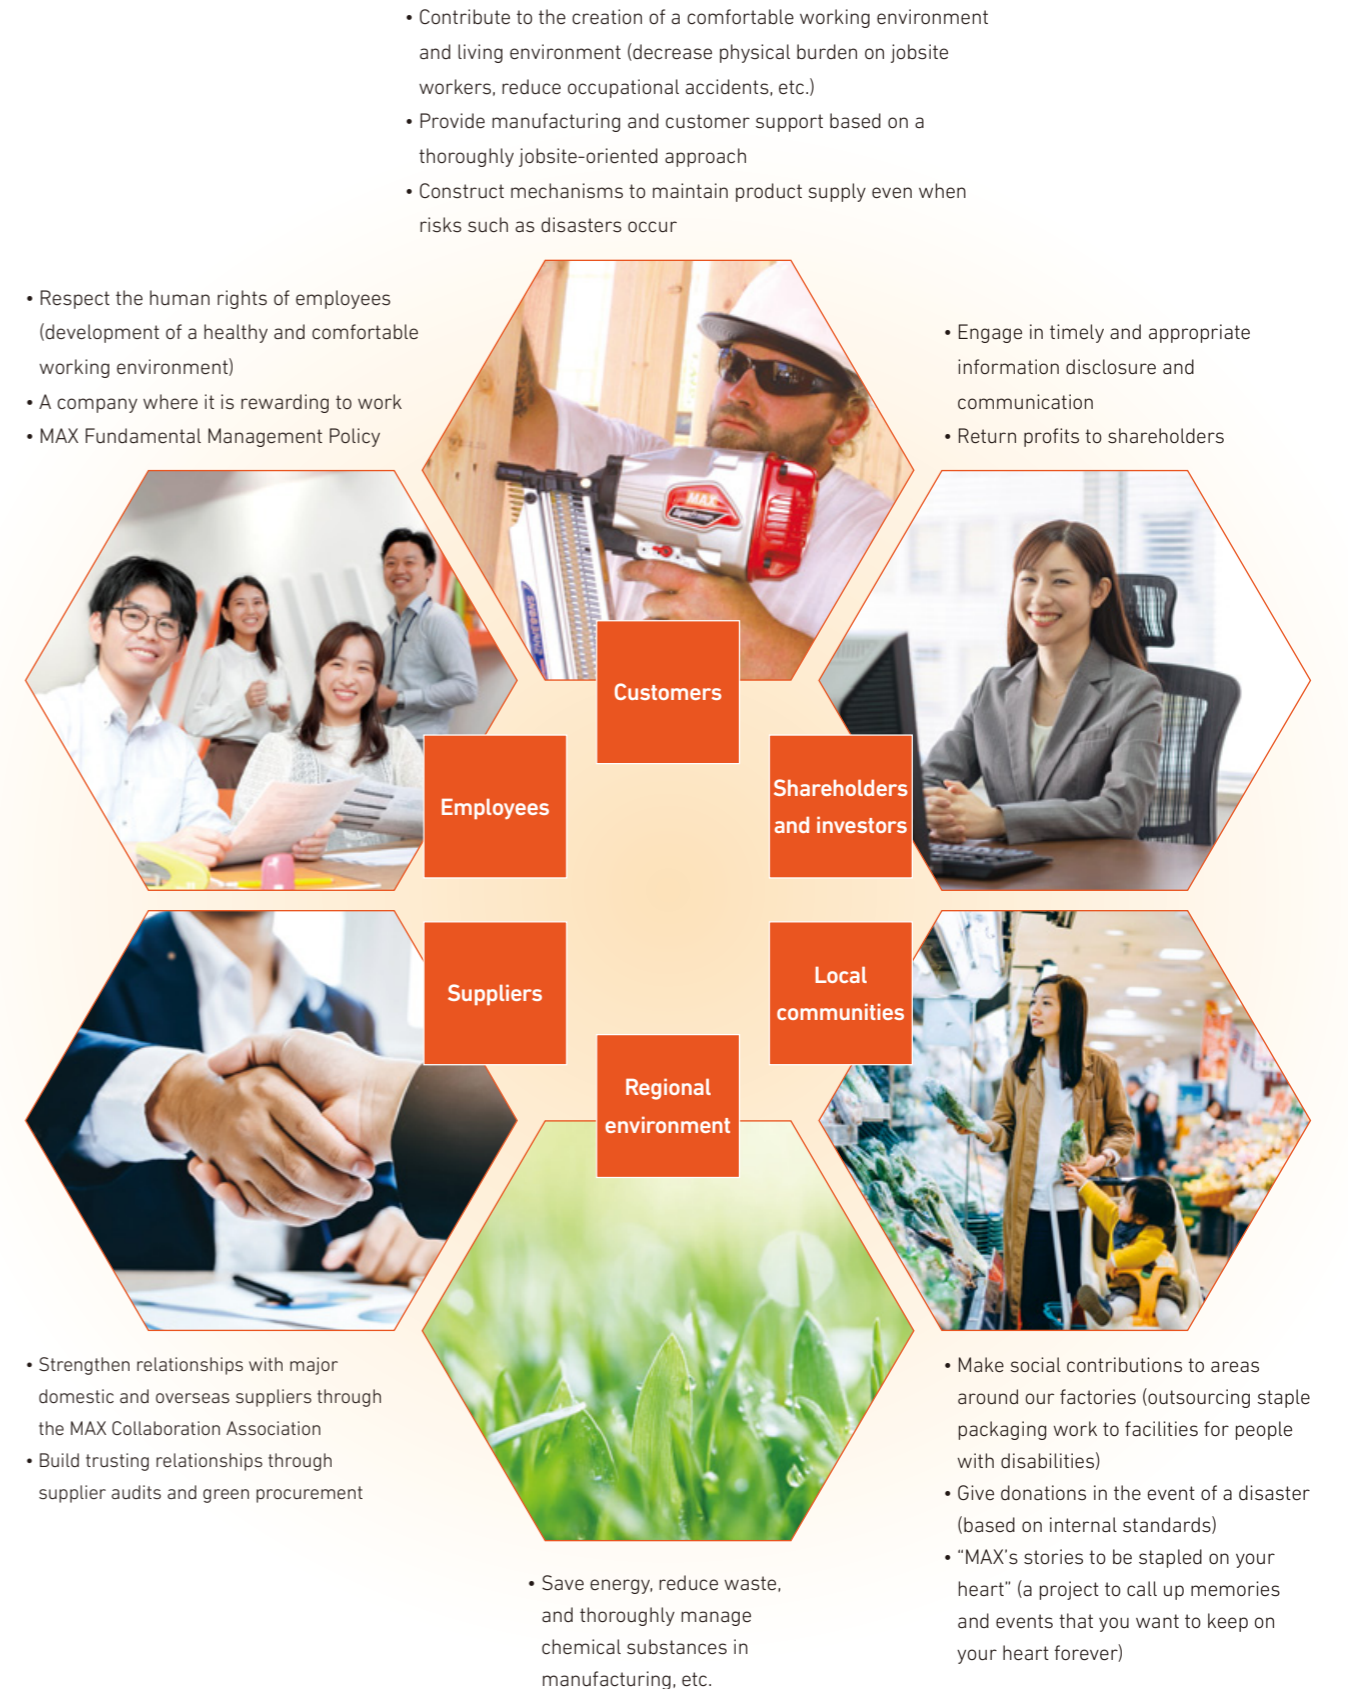 • Contribute to the creation of a comfortable working environment
and living environment (decrease physical burden on jobsite
workers, reduce occupational accidents, etc.)
• Provide manufacturing and customer support based on a
thoroughly jobsite-oriented approach
• Construct mechanisms to maintain product supply even when
risks such as disasters occur
• Respect the human rights of employees
(development of a healthy and comfortable
working environment)
• A company where it is rewarding to work
• MAX Fundamental Management Policy
• Engage in timely and appropriate
information disclosure and
communication
• Return profits to shareholders
MAX
Customers
Employees
Shareholders
and investors
Suppliers
Local
communities
Regional
environment
• Strengthen relationships with major
domestic and overseas suppliers through
the MAX Collaboration Association
• Build trusting relationships through
supplier audits and green procurement
• Make social contributions to areas
around our factories (outsourcing staple
packaging work to facilities for people
with disabilities)
• Give donations in the event of a disaster
(based on internal standards)
• “MAX’s stories to be stapled on your
heart” (a project to call up memories
and events that you want to keep on
your heart forever)
• Save energy, reduce waste,
and thoroughly manage
chemical substances in
manufacturing, etc.